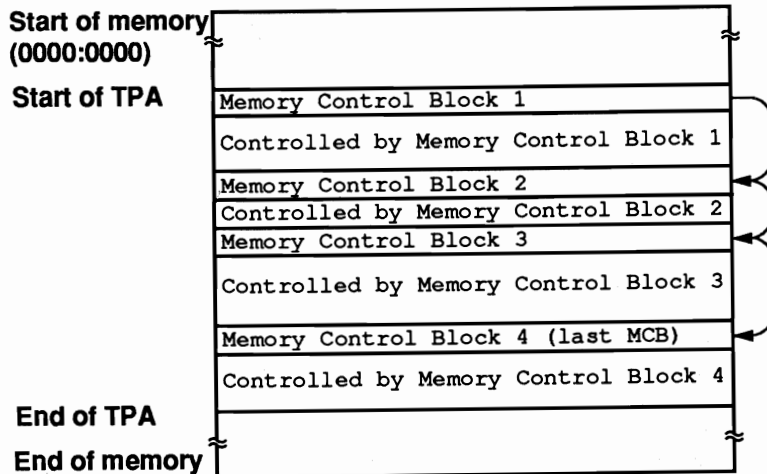 Start of memory
(0000:0000)
Start of TPA
Memory Control Block 1
Controlled by Memory Control Block 1
Memory Control Block 2
Controlled by Memory Control Block 2
Memory Control Block 3
Controlled by Memory Control Block 3
Memory Control Block 4 (last MCB)
Controlled by Memory Control Block 4
End of TPA
End of memory